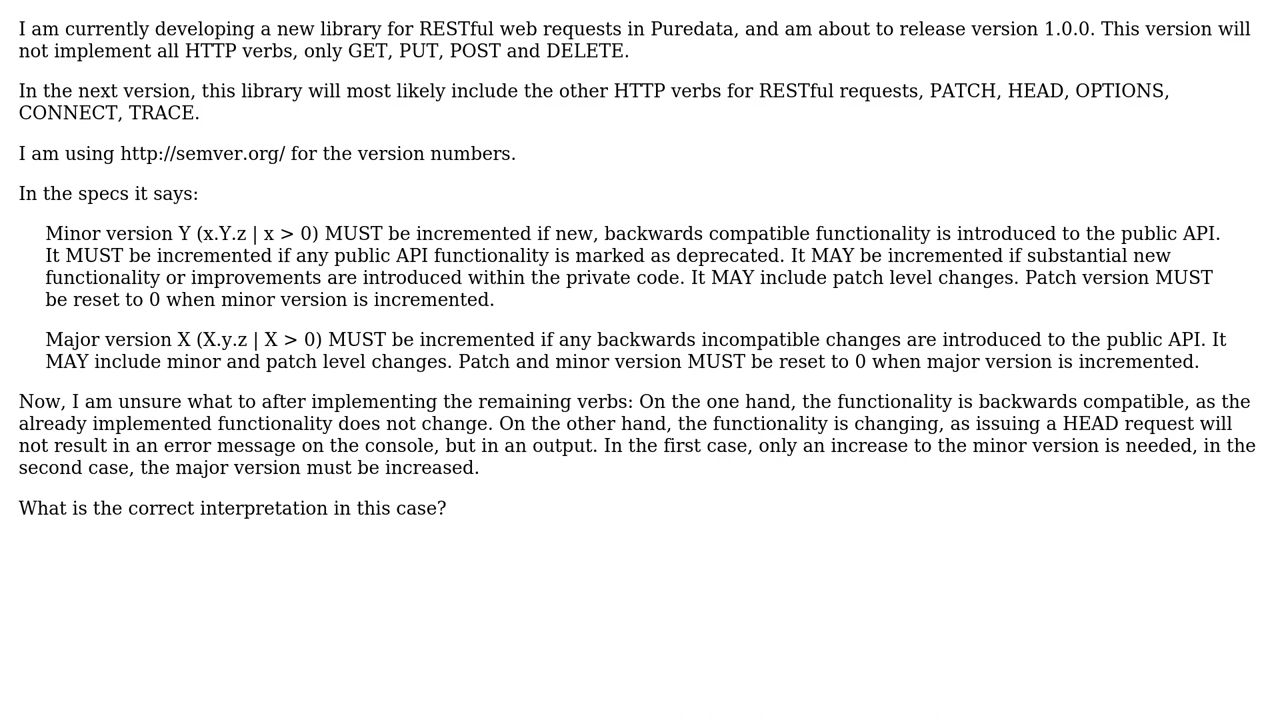 I am currently developing a new library for RESTful web requests in Puredata, and am about to release version 1.0.0. This version will
not implement all HTTP verbs, only GET, PUT, POST and DELETE.
In the next version, this library will most likely include the other HTTP verbs for RESTful requests, PATCH, HEAD, OPTIONS,
CONNECT, TRACE.
I am using http://semver.org/ for the version numbers.
In the specs it says:
Minor version Y (x.Y.z | x > 0) MUST be incremented if new, backwards compatible functionality is introduced to the public API.
It MUST be incremented if any public API functionality is marked as deprecated. It MAY be incremented if substantial new
functionality or improvements are introduced within the private code. It MAY include patch level changes. Patch version MUST
be reset to 0 when minor version is incremented.
Major version X (X.y.z | X > 0) MUST be incremented if any backwards incompatible changes are introduced to the public API. It
MAY include minor and patch level changes. Patch and minor version MUST be reset to 0 when major version is incremented.
Now, I am unsure what to after implementing the remaining verbs: On the one hand, the functionality is backwards compatible, as the
already implemented functionality does not change. On the other hand, the functionality is changing, as issuing a HEAD request will
not result in an error message on the console, but in an output. In the first case, only an increase to the minor version is needed, in the
second case, the major version must be increased.
What is the correct interpretation in this case?